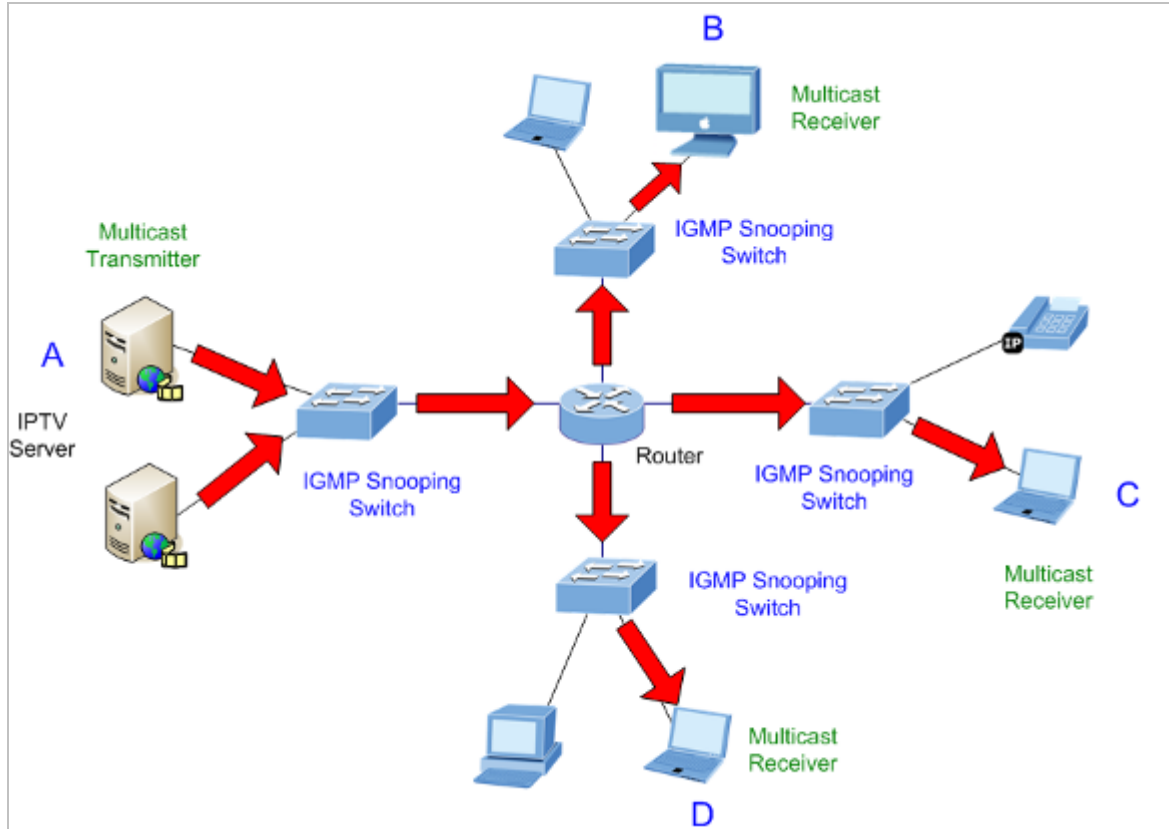 B
Multicast
Receiver
IGMP Snooping
Switch
Multicast
Transmitter
A
IPTV
Server
IGMP Snooping
Switch
Router
IP
IGMP Snooping
Switch
C
Multicast
Receiver
IGMP Snooping
Switch
Multicast
Receiver
D